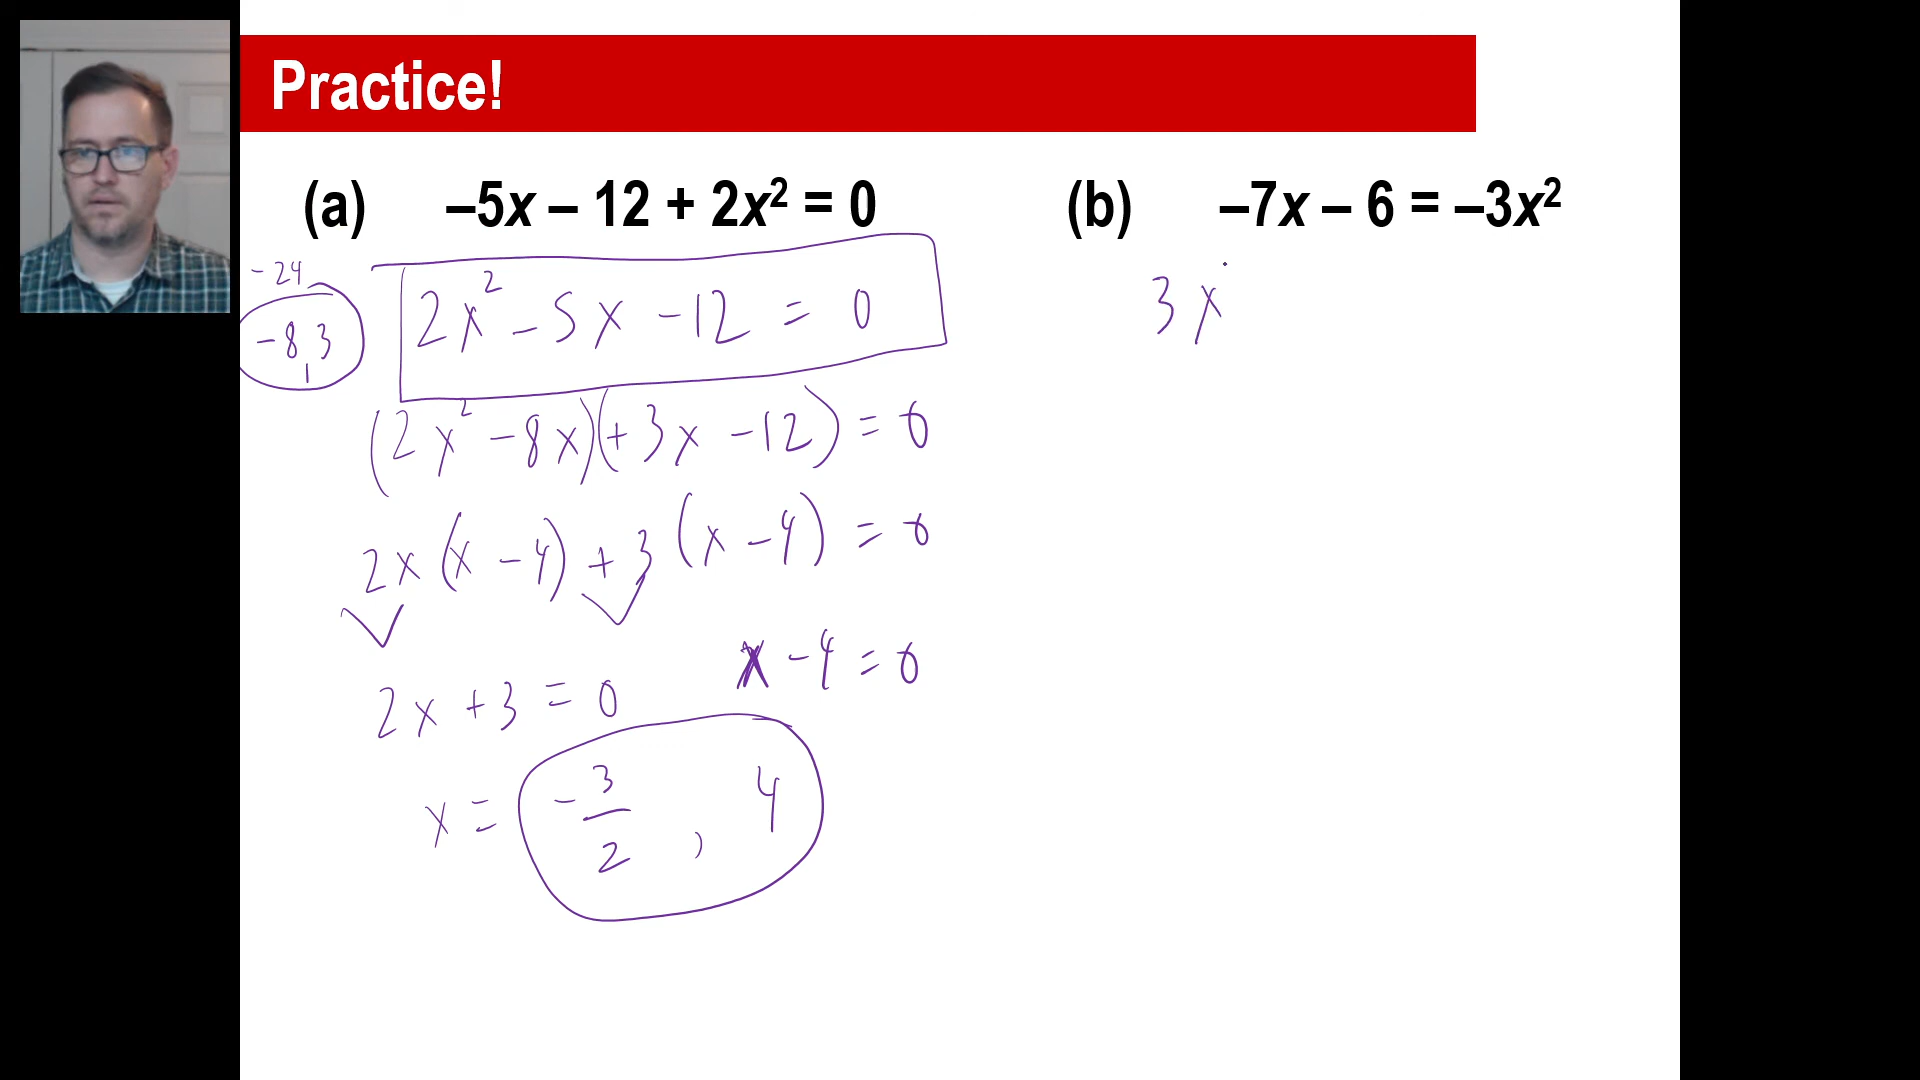 Practice!
(a) –5x – 12 + 2x² = 0
(b) –7x – 6 = –3x²
-24
-8, 3
2x² - 5x - 12 = 0
(2x² - 8x)(+3x - 12) = 0
2x(x - 4) + 3(x - 4) = 0
2x + 3 = 0
x - 4 = 0
x = -3/2, 4
3x